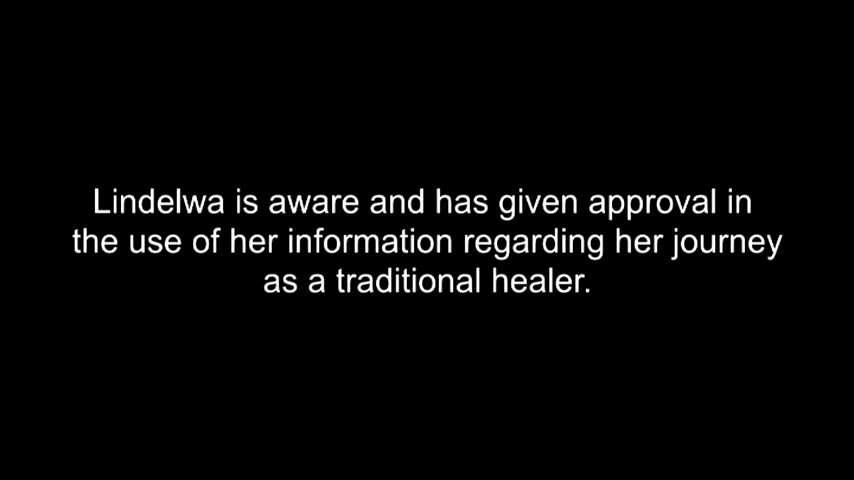 Lindelwa is aware and has given approval in
the use of her information regarding her journey
as a traditional healer.